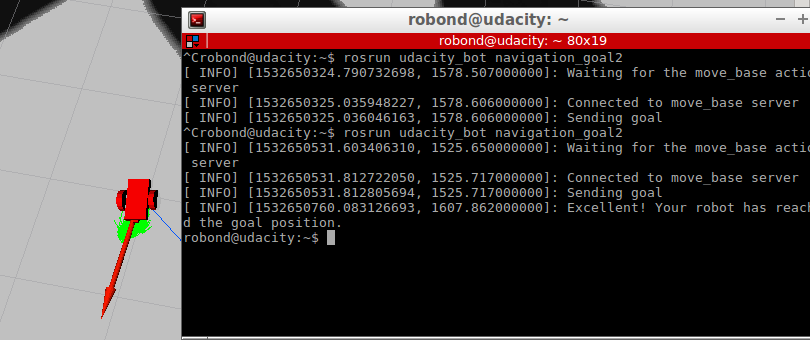 robond@udacity: ~
robond@udacity: ~ 80x19
^Crobond@udacity:~$ rosrun udacity_bot navigation_goal2
[ INFO] [1532650324.790732698, 1578.507000000]: Waiting for the move_base actio
 server
[ INFO] [1532650325.035948227, 1578.606000000]: Connected to move_base server
[ INFO] [1532650325.036046163, 1578.606000000]: Sending goal
^Crobond@udacity:~$ rosrun udacity_bot navigation_goal2
[ INFO] [1532650531.603406310, 1525.650000000]: Waiting for the move_base actio
 server
[ INFO] [1532650531.812722050, 1525.717000000]: Connected to move_base server
[ INFO] [1532650531.812805694, 1525.717000000]: Sending goal
[ INFO] [1532650760.083126693, 1607.862000000]: Excellent! Your robot has reach
d the goal position.
robond@udacity:~$